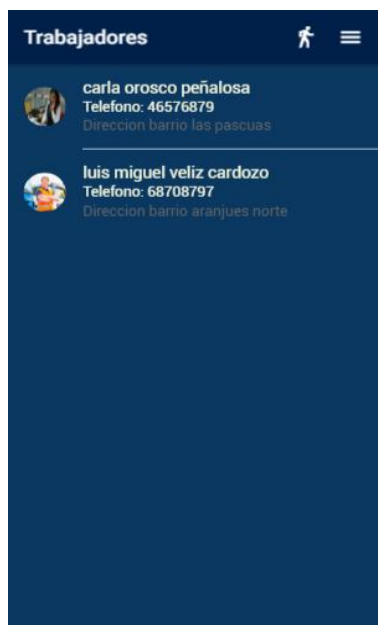 Trabajadores
carla orosco peñalosa
Telefono: 46576879
Direccion barrio las pascuas
luis miguel veliz cardozo
Telefono: 68708797
Direccion barrio aranjues norte